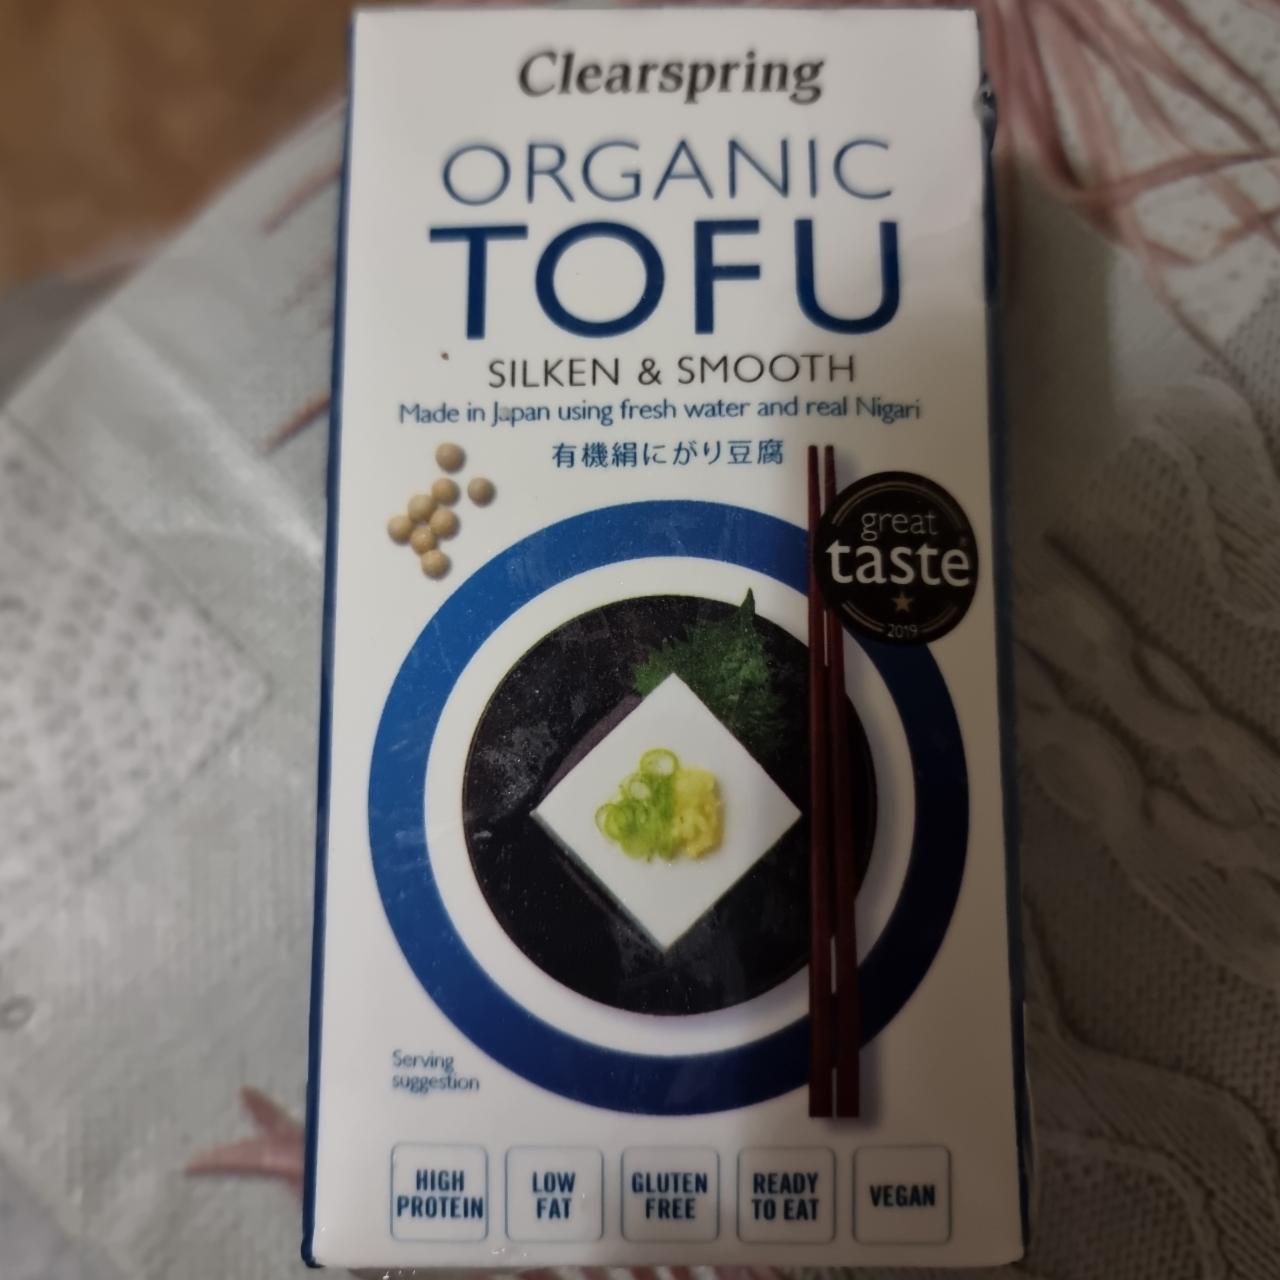 Clearspring
ORGANIC
TOFU
SILKEN & SMOOTH
Made in Japan using fresh water and real Nigari
有機絹にがり豆腐
great
taste
2019
Serving
suggestion
HIGH
PROTEIN
LOW
FAT
GLUTEN
FREE
READY
TO EAT
VEGAN